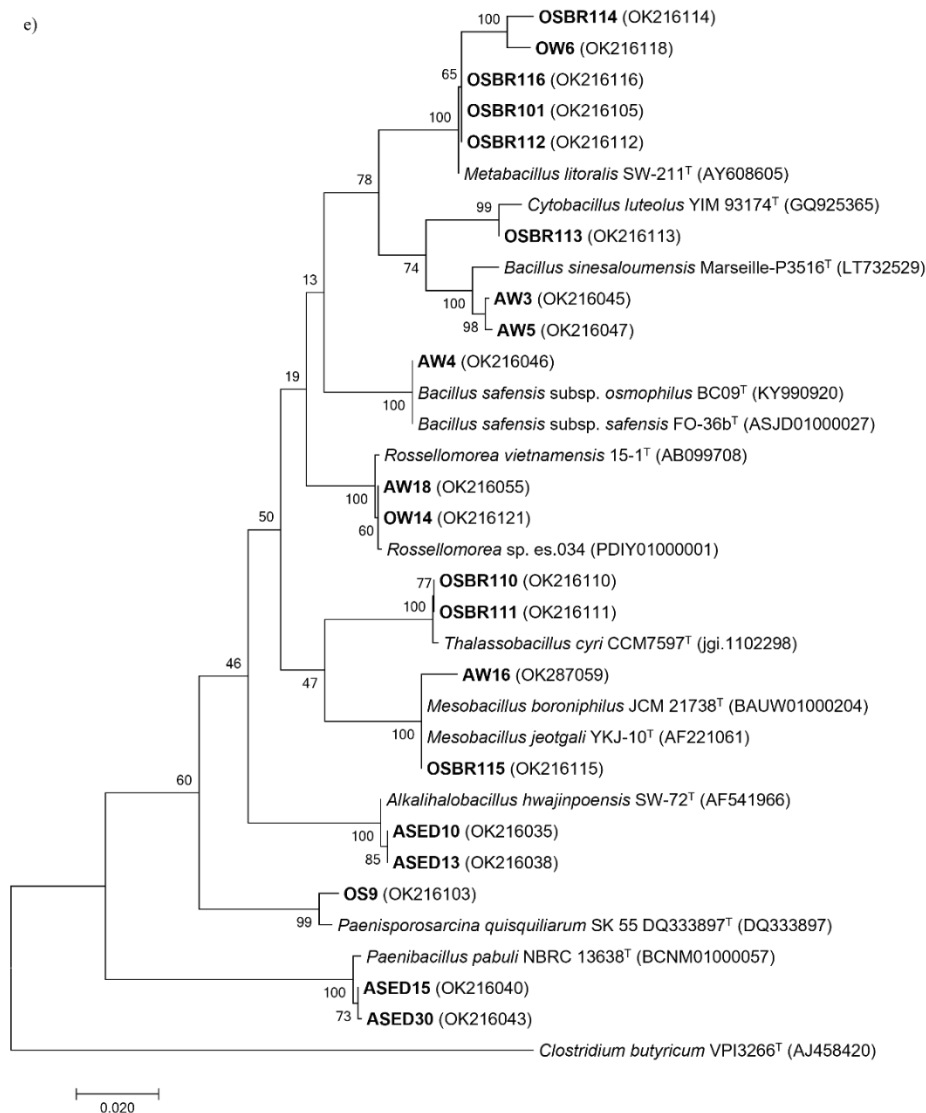 e)
100
OSBR114 (OK216114)
OW6 (OK216118)
65
OSBR116 (OK216116)
OSBR101 (OK216105)
100
OSBR112 (OK216112)
Metabacillus litoralis SW-211ᵀ (AY608605)
78
99
Cytobacillus luteolus YIM 93174ᵀ (GQ925365)
OSBR113 (OK216113)
74
Bacillus sinesaloumensis Marseille-P3516ᵀ (LT732529)
13
100
AW3 (OK216045)
98
AW5 (OK216047)
AW4 (OK216046)
19
Bacillus safensis subsp. osmophilus BC09ᵀ (KY990920)
100
Bacillus safensis subsp. safensis FO-36bᵀ (ASJD01000027)
Rossellomorea vietnamensis 15-1ᵀ (AB099708)
100
AW18 (OK216055)
OW14 (OK216121)
50
60
Rossellomorea sp. es.034 (PDIY01000001)
77
OSBR110 (OK216110)
100
OSBR111 (OK216111)
Thalassobacillus cyri CCM7597ᵀ (jgi.1102298)
46
47
AW16 (OK287059)
Mesobacillus boroniphilus JCM 21738ᵀ (BAUW01000204)
100
Mesobacillus jeotgali YKJ-10ᵀ (AF221061)
OSBR115 (OK216115)
60
Alkalihalobacillus hwajinpoensis SW-72ᵀ (AF541966)
100
ASED10 (OK216035)
85
ASED13 (OK216038)
OS9 (OK216103)
99
Paenisporosarcina quisquiliarum SK 55 DQ333897ᵀ (DQ333897)
Paenibacillus pabuli NBRC 13638ᵀ (BCNM01000057)
100
ASED15 (OK216040)
73
ASED30 (OK216043)
Clostridium butyricum VPI3266ᵀ (AJ458420)
0.020